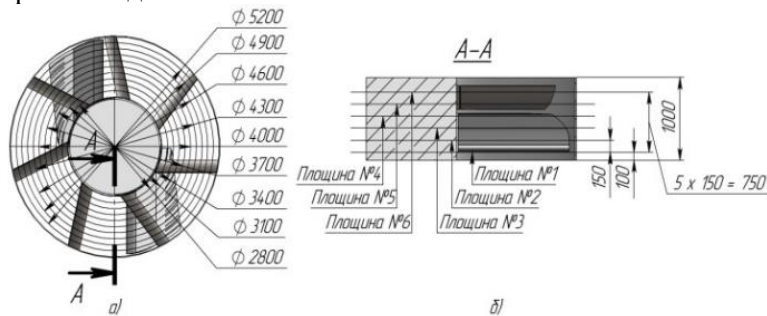 ϕ 5200
ϕ 4900
ϕ 4600
ϕ 4300
ϕ 4000
ϕ 3700
ϕ 3400
ϕ 3100
ϕ 2800
А
А
а)
А–А
Площина №4
Площина №5
Площина №6
Площина №1
Площина №2
Площина №3
150
100
1000
5 x 150 = 750
б)